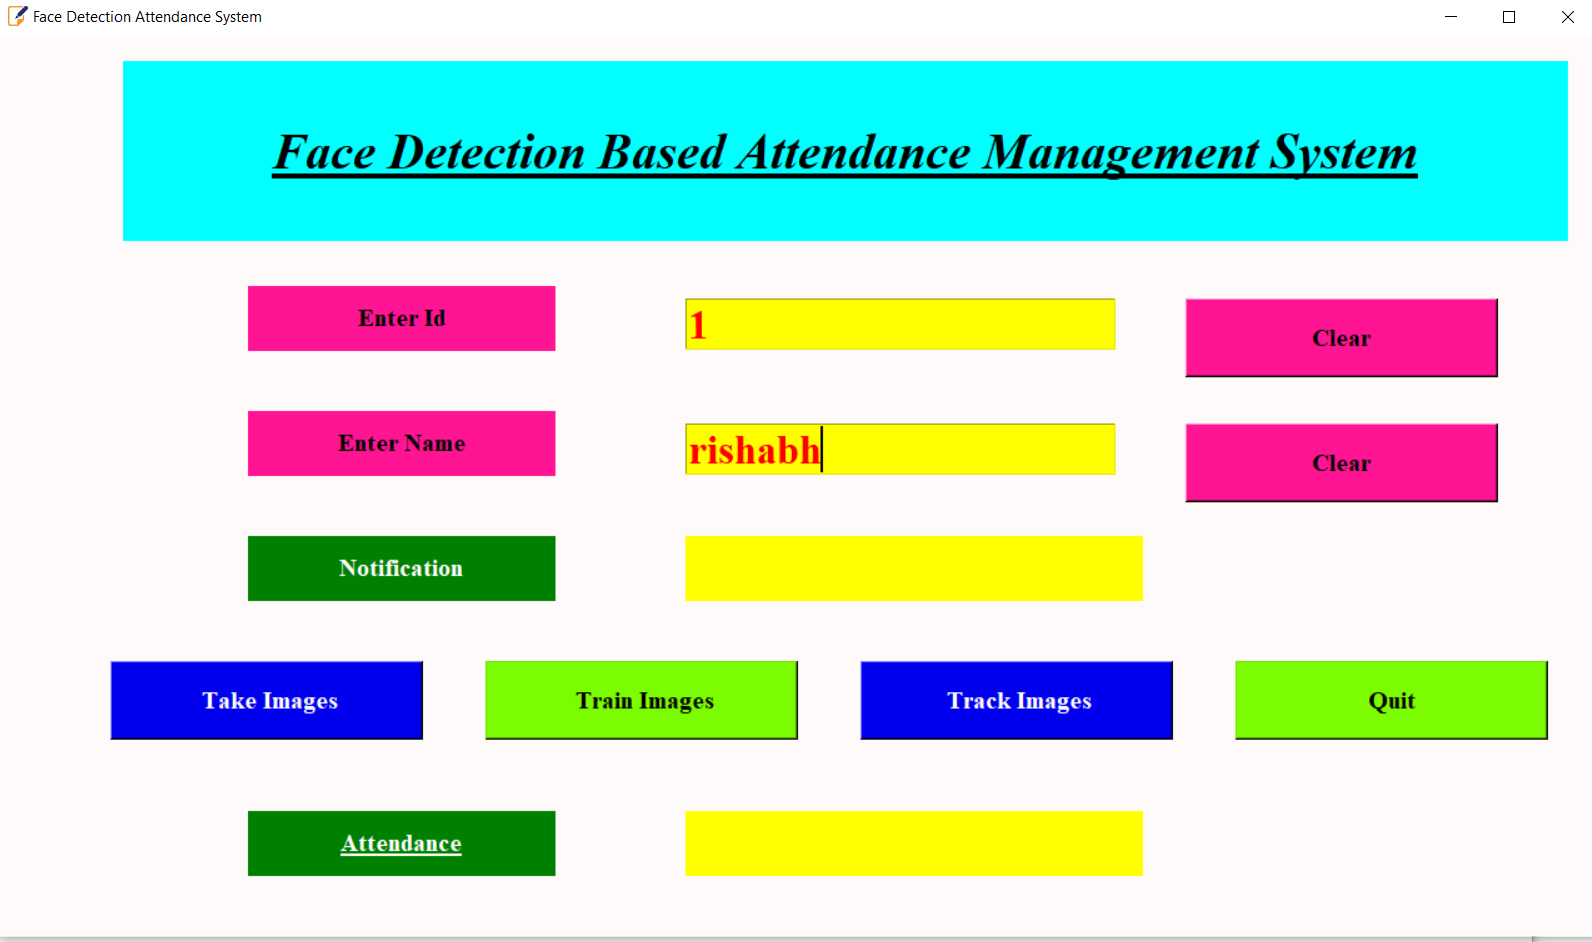 Face Detection Attendance System
Face Detection Based Attendance Management System
Enter Id
1
Clear
Enter Name
rishabh
Clear
Notification
Take Images
Train Images
Track Images
Quit
Attendance